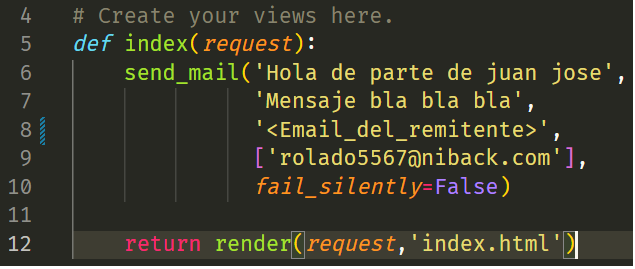 4 # Create your views here.
5 def index(request):
6 send_mail('Hola de parte de juan jose',
7 'Mensaje bla bla bla',
8 '<Email_del_remitente>',
9 ['rolado5567@niback.com'],
10 fail_silently=False)
11
12 return render(request,'index.html')